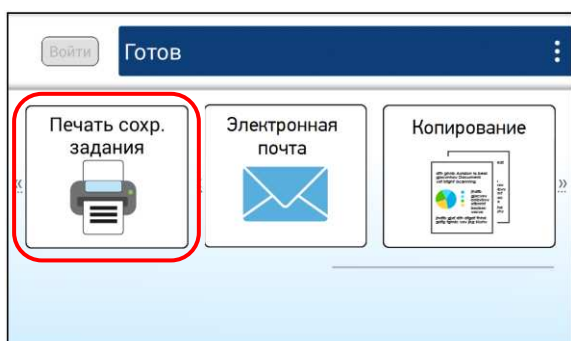 Войти
Готов
Печать сохр.
задания
Электронная
почта
Копирование
«
»